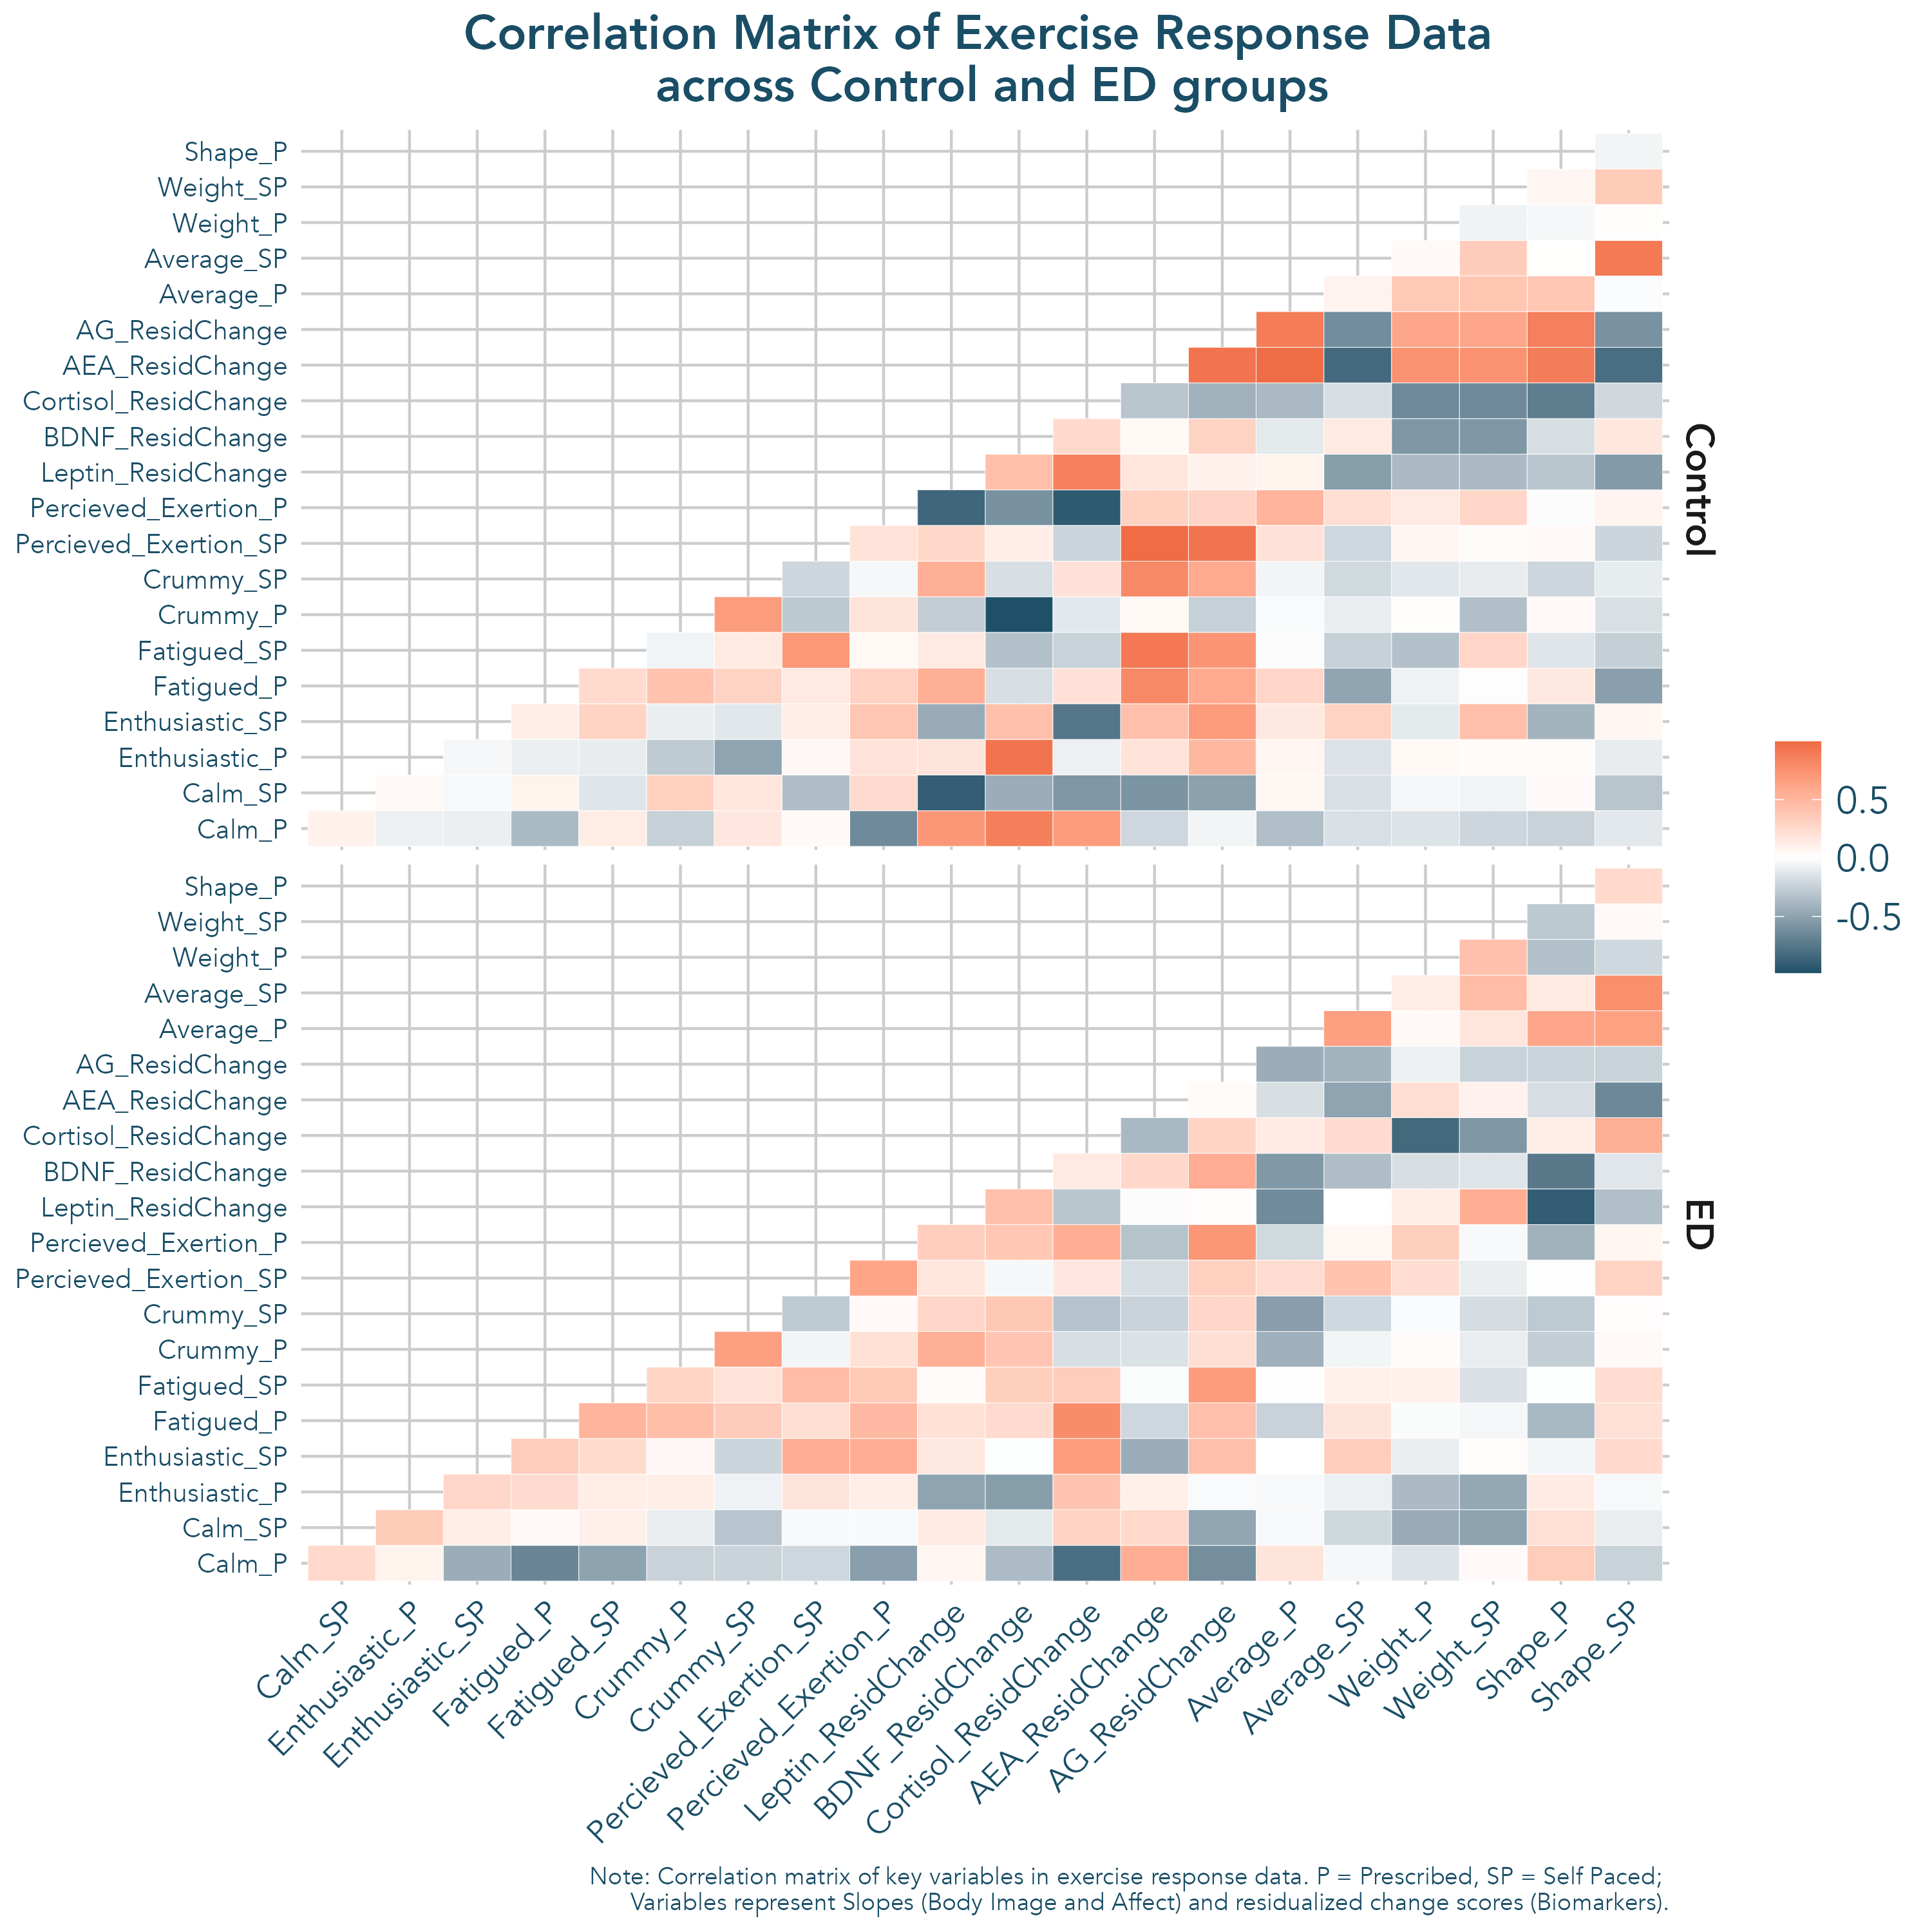 Correlation Matrix of Exercise Response Data
across Control and ED groups
Shape_P
Weight_SP
Weight_P
Average_SP
Average_P
AG_ResidChange
AEA_ResidChange
Cortisol_ResidChange
BDNF_ResidChange
Leptin_ResidChange
Percieved_Exertion_P
Percieved_Exertion_SP
Crummy_SP
Crummy_P
Fatigued_SP
Fatigued_P
Enthusiastic_SP
Enthusiastic_P
Calm_SP
Calm_P
Control
0.5
0.0
-0.5
Shape_P
Weight_SP
Weight_P
Average_SP
Average_P
AG_ResidChange
AEA_ResidChange
Cortisol_ResidChange
BDNF_ResidChange
Leptin_ResidChange
Percieved_Exertion_P
Percieved_Exertion_SP
Crummy_SP
Crummy_P
Fatigued_SP
Fatigued_P
Enthusiastic_SP
Enthusiastic_P
Calm_SP
Calm_P
ED
Calm_SP
Enthusiastic_P
Enthusiastic_SP
Fatigued_P
Fatigued_SP
Crummy_P
Crummy_SP
Percieved_Exertion_SP
Percieved_Exertion_P
Leptin_ResidChange
BDNF_ResidChange
Cortisol_ResidChange
AEA_ResidChange
AG_ResidChange
Average_P
Average_SP
Weight_P
Weight_SP
Shape_P
Shape_SP
Note: Correlation matrix of key variables in exercise response data. P = Prescribed, SP = Self Paced;
Variables represent Slopes (Body Image and Affect) and residualized change scores (Biomarkers).